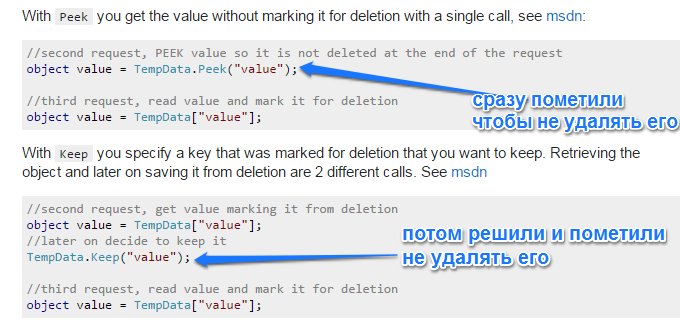 With Peek you get the value without marking it for deletion with a single call, see msdn:
//second request, PEEK value so it is not deleted at the end of the request
object value = TempData.Peek("value");
//third request, read value and mark it for deletion
object value = TempData["value"];
сразу пометили
чтобы не удалять его
With Keep you specify a key that was marked for deletion that you want to keep. Retrieving the
object and later on saving it from deletion are 2 different calls. See msdn
//second request, get value marking it from deletion
object value = TempData["value"];
//later on decide to keep it
TempData.Keep("value");
потом решили и пометили
не удалять его
//third request, read value and mark it for deletion
object value = TempData["value"];